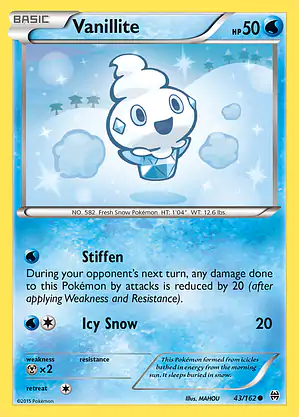 BASIC
Vanillite
HP 50
NO. 582 Fresh Snow Pokémon. HT: 1'04" WT: 12.6 lbs.
Stiffen
During your opponent's next turn, any damage done
to this Pokémon by attacks is reduced by 20 (after
applying Weakness and Resistance).
Icy Snow 20
weakness resistance
×2
retreat
This Pokémon formed from icicles
bathed in energy from the morning
sun. It sleeps buried in snow.
Illus. MAHOU 43/162
©2015 Pokémon